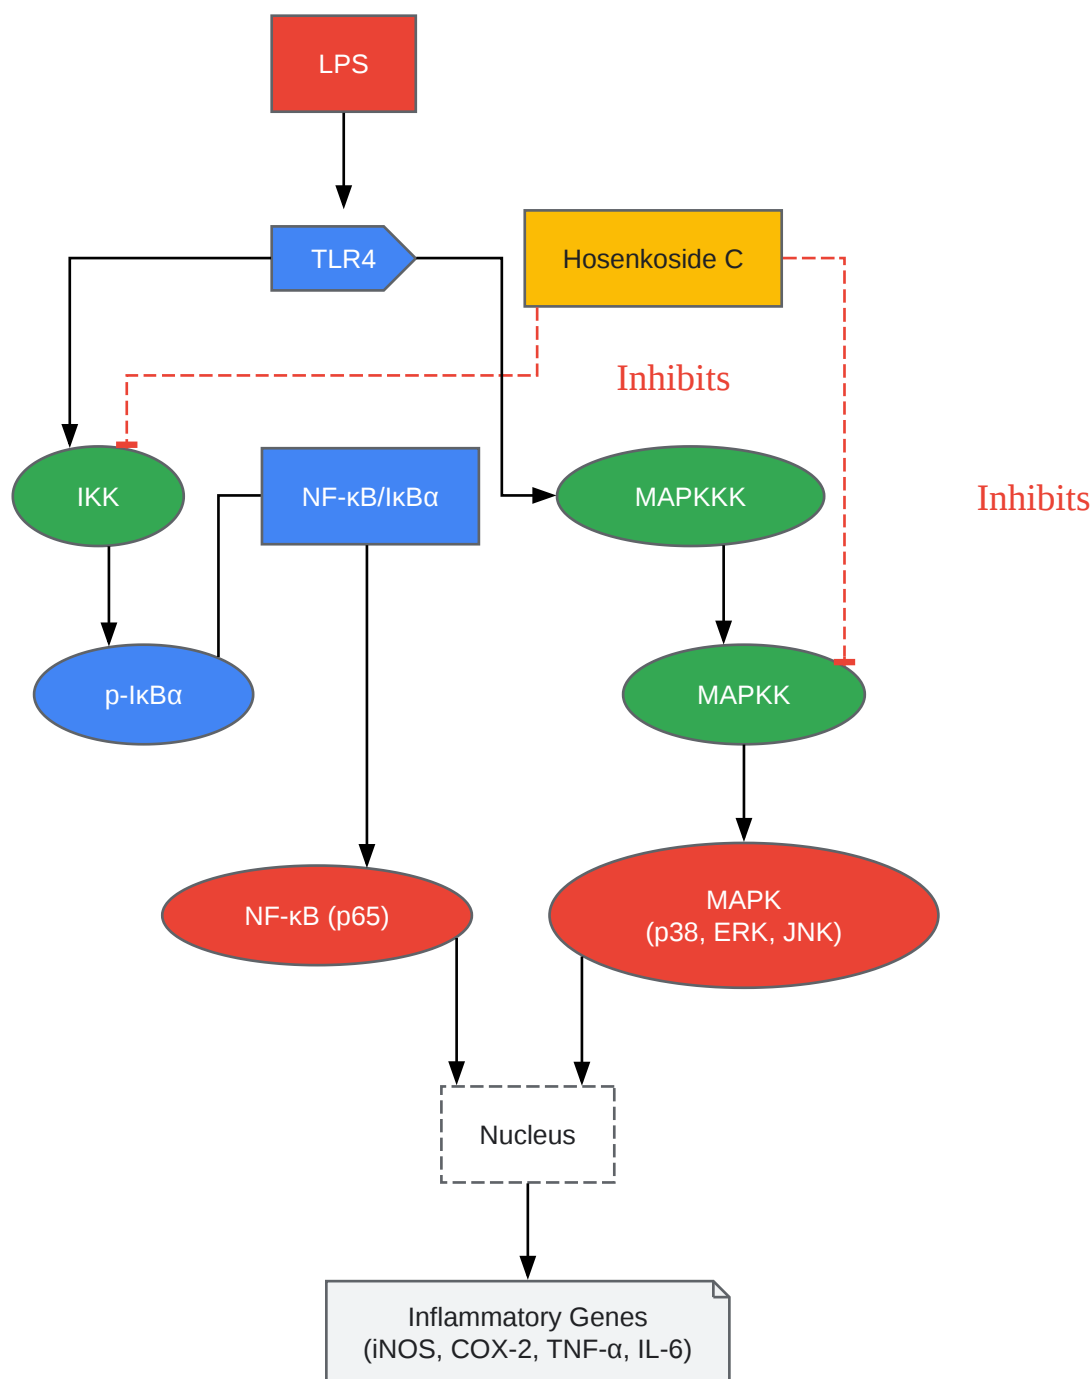 LPS
TLR4
Hosenkoside C
Inhibits
IKK
NF-κB/IκBα
MAPKKK
Inhibits
p-IκBα
MAPKK
NF-κB (p65)
MAPK
(p38, ERK, JNK)
Nucleus
Inflammatory Genes
(iNOS, COX-2, TNF-α, IL-6)